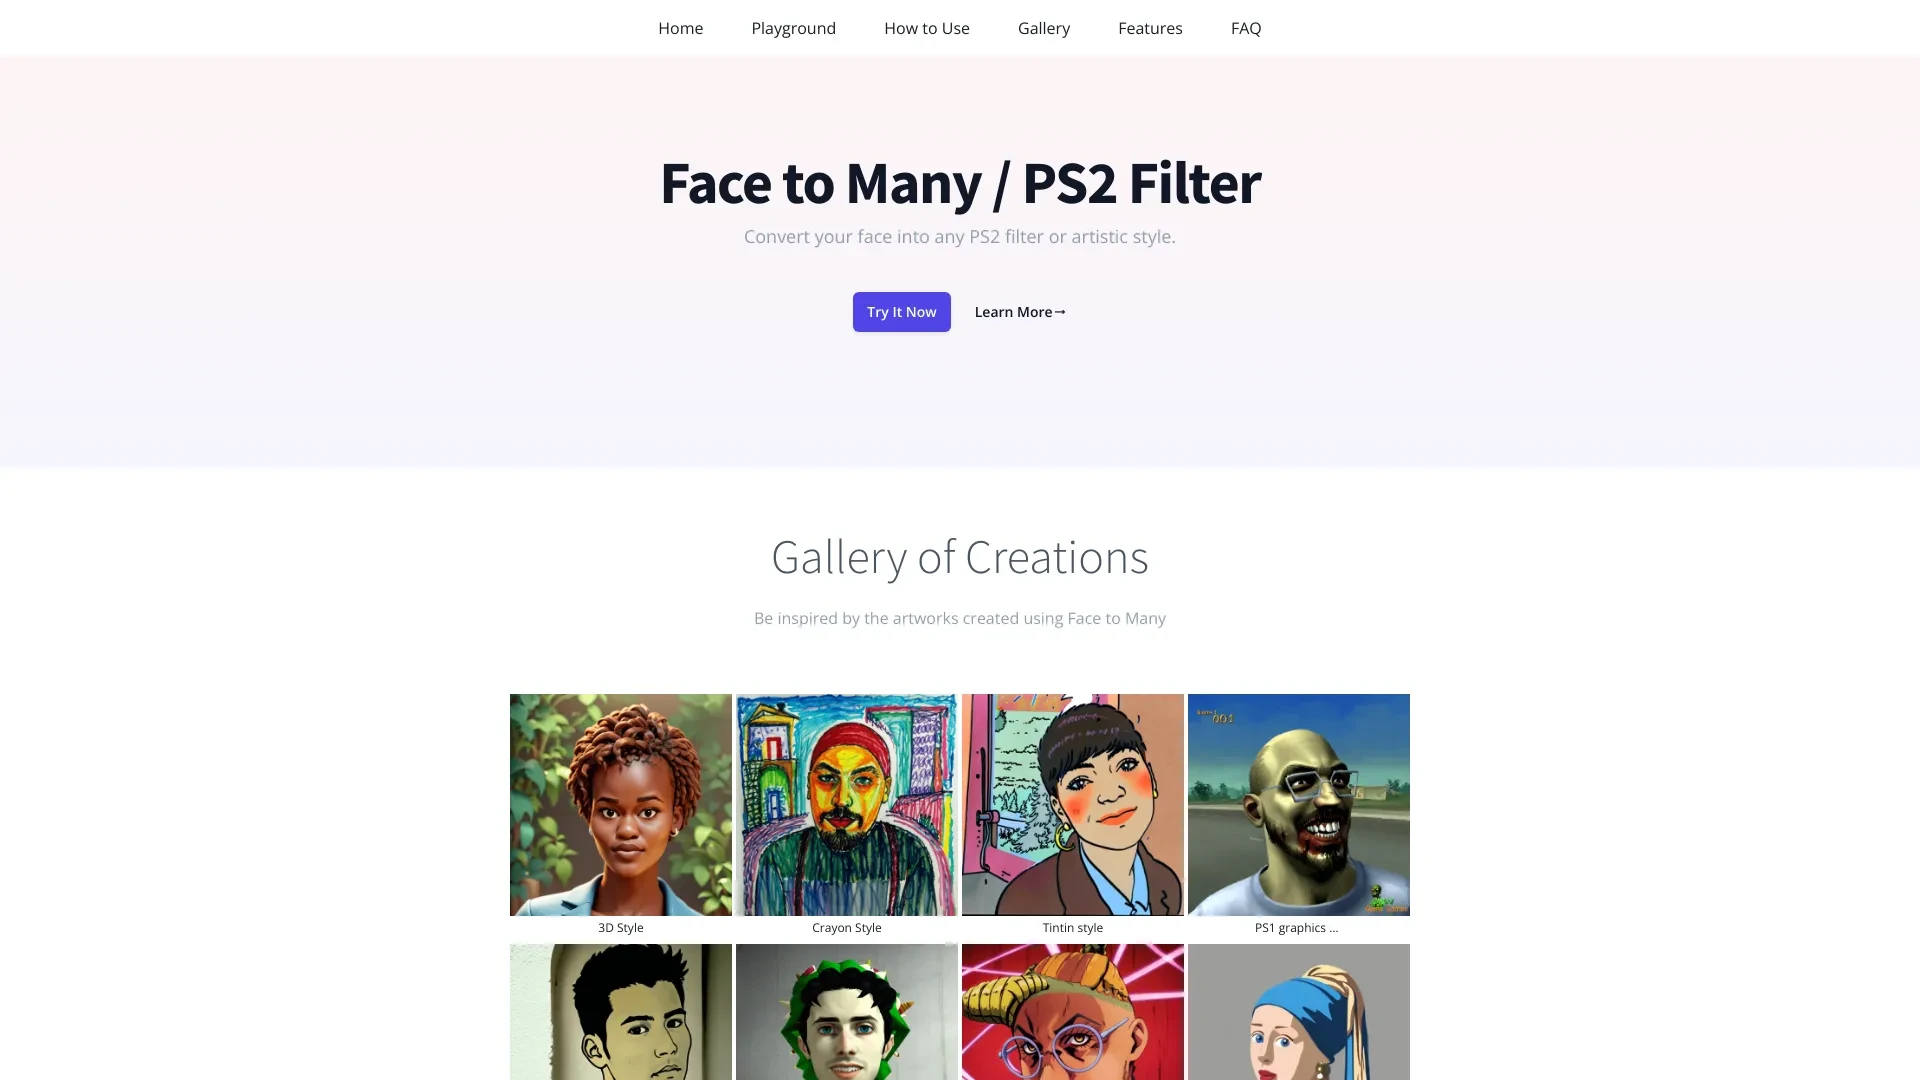 Home Playground How to Use Gallery Features FAQ
Face to Many / PS2 Filter
Convert your face into any PS2 filter or artistic style.
Try It Now Learn More→
Gallery of Creations
Be inspired by the artworks created using Face to Many
001
3D Style Crayon Style Tintin style PS1 graphics ...